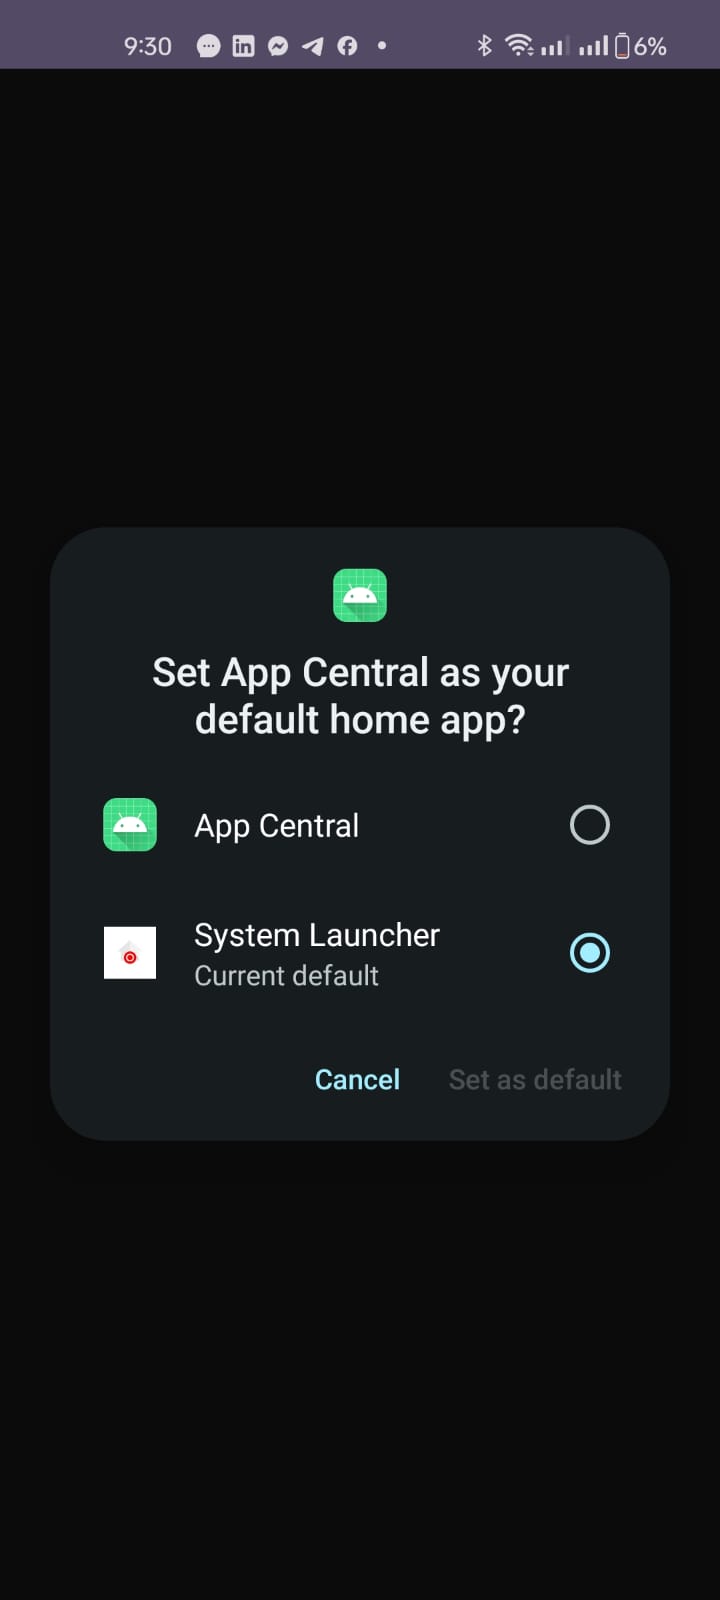 9:30
6%
Set App Central as your
default home app?
App Central
System Launcher
Current default
Cancel Set as default